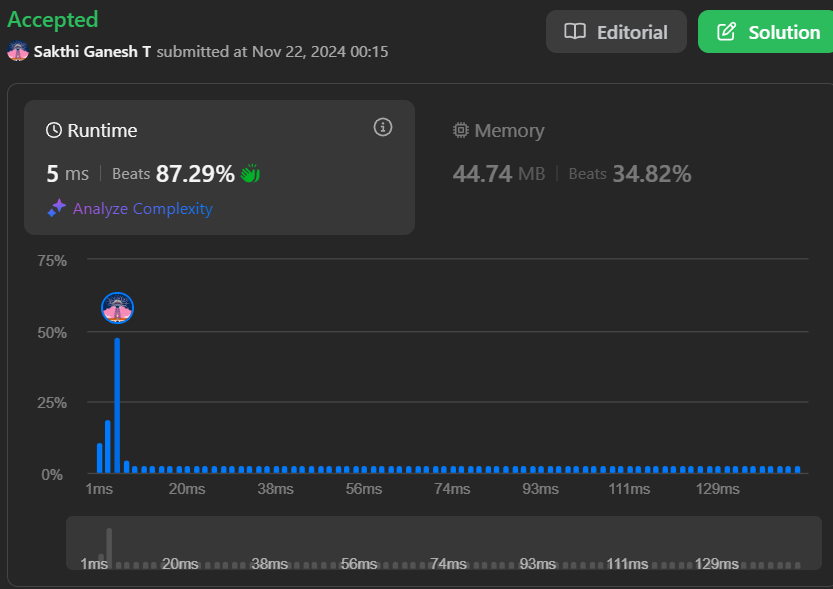 Accepted
Sakthi Ganesh T submitted at Nov 22, 2024 00:15
Editorial
Solution
Runtime
5 ms | Beats 87.29%
Analyze Complexity
Memory
44.74 MB | Beats 34.82%
75%
50%
25%
0%
1ms 20ms 38ms 56ms 74ms 93ms 111ms 129ms
1ms 20ms 38ms 56ms 74ms 93ms 111ms 129ms